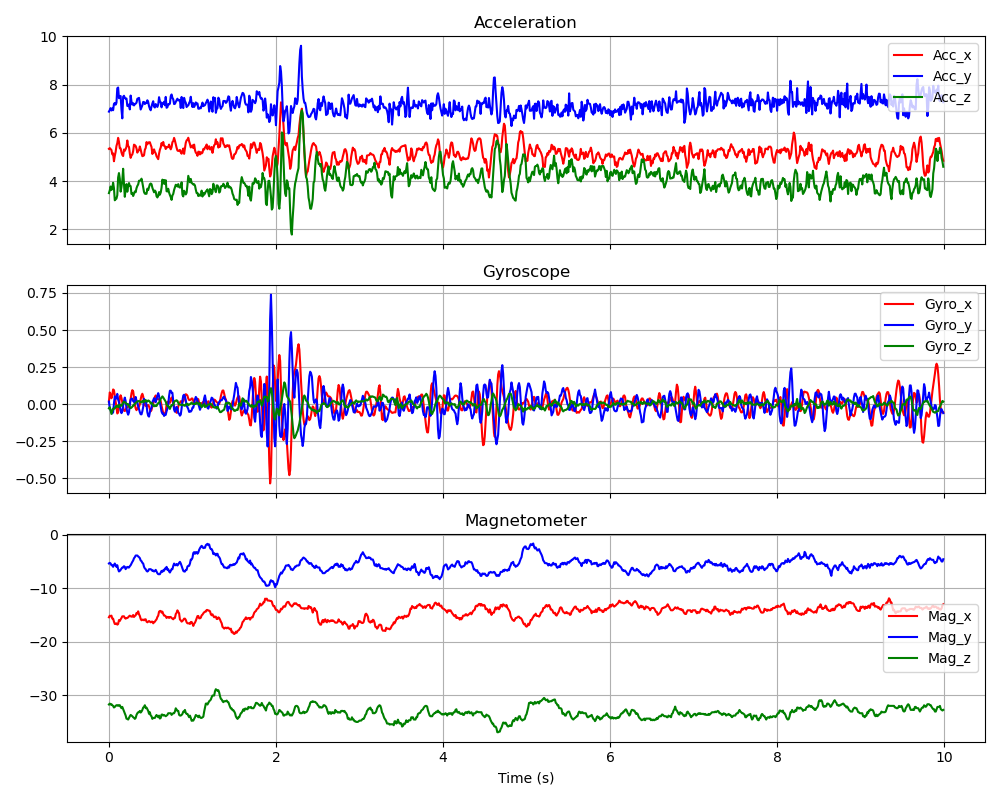 Acceleration
10
8
6
4
2
Acc_x
Acc_y
Acc_z
Gyroscope
0.75
0.50
0.25
0.00
−0.25
−0.50
Gyro_x
Gyro_y
Gyro_z
Magnetometer
0
−10
−20
−30
Mag_x
Mag_y
Mag_z
0 2 4 6 8 10
Time (s)